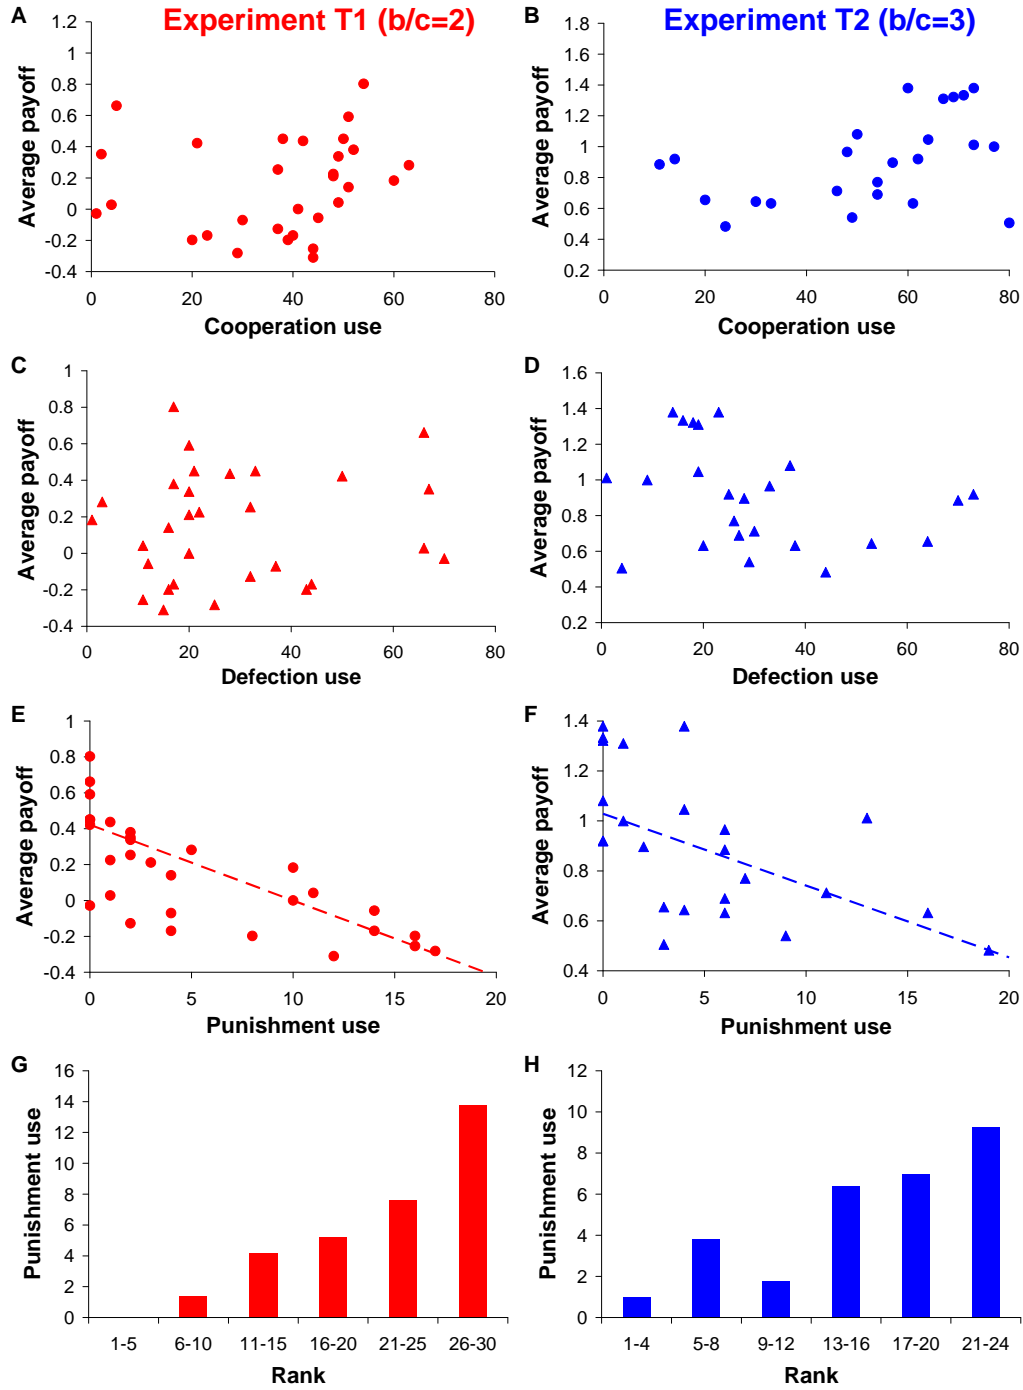 A
Experiment T1 (b/c=2)
1.2
1
0.8
0.6
0.4
0.2
0
-0.2
-0.4
Average payoff
0 20 40 60 80
Cooperation use
B
Experiment T2 (b/c=3)
1.8
1.6
1.4
1.2
1
0.8
0.6
0.4
0.2
Average payoff
0 20 40 60 80
Cooperation use
C
1
0.8
0.6
0.4
0.2
0
-0.2
-0.4
Average payoff
0 20 40 60 80
Defection use
D
1.6
1.4
1.2
1
0.8
0.6
0.4
0.2
Average payoff
0 20 40 60 80
Defection use
E
1
0.8
0.6
0.4
0.2
0
-0.2
-0.4
Average payoff
0 5 10 15 20
Punishment use
F
1.4
1.2
1
0.8
0.6
0.4
Average payoff
0 5 10 15 20
Punishment use
G
16
14
12
10
8
6
4
2
0
Punishment use
1-5 6-10 11-15 16-20 21-25 26-30
Rank
H
12
10
8
6
4
2
0
Punishment use
1-4 5-8 9-12 13-16 17-20 21-24
Rank